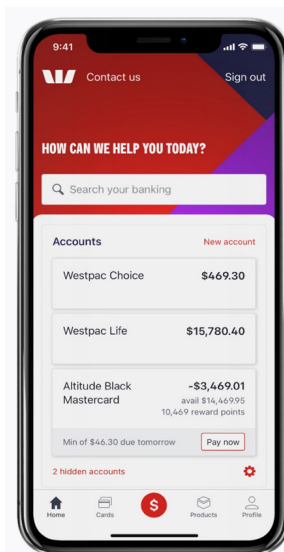 9:41
Contact us
Sign out
HOW CAN WE HELP YOU TODAY?
Search your banking
Accounts
New account
Westpac Choice
$469.30
Westpac Life
$15,780.40
Altitude Black
Mastercard
-$3,469.01
avail $14,469.95
10,469 reward points
Min of $46.30 due tomorrow
Pay now
2 hidden accounts
Home
Cards
$
Products
Profile